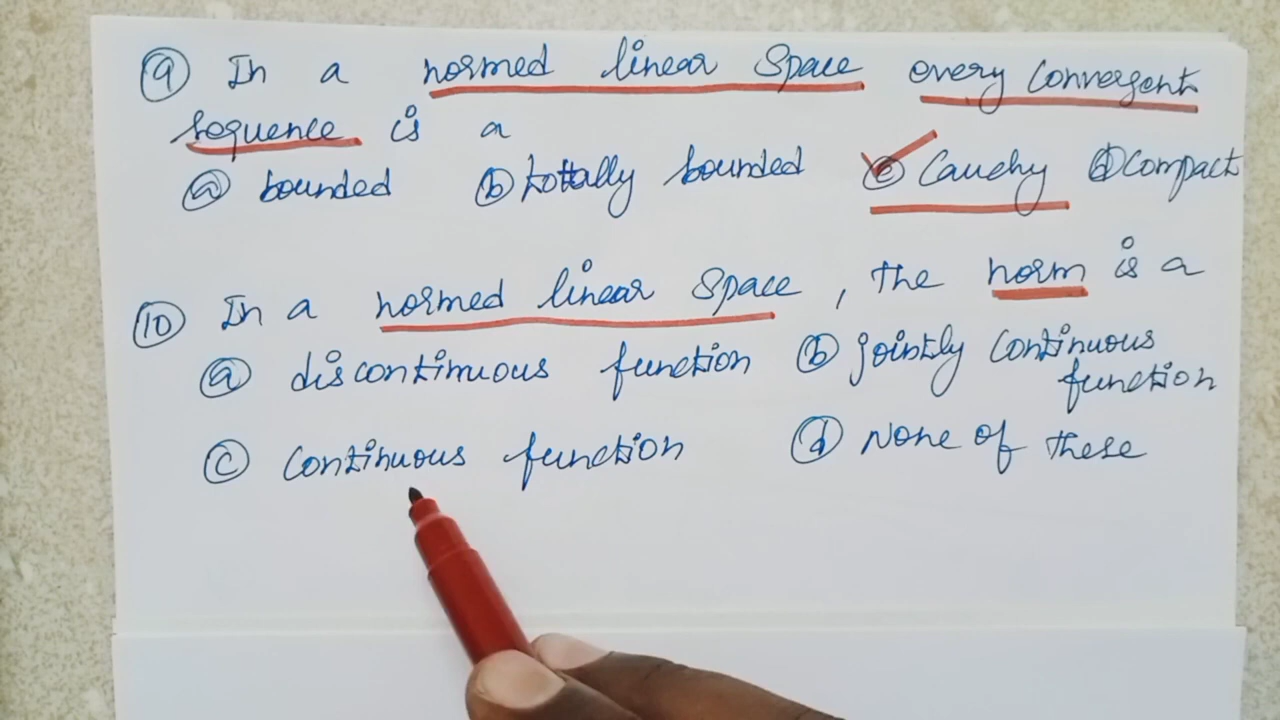 9 In a normed linear space every convergent
sequence is a
a bounded b totally bounded c Cauchy d compact
10 In a normed linear space, the norm is a
a discontinuous function b jointly continuous
function
c continuous function d None of these